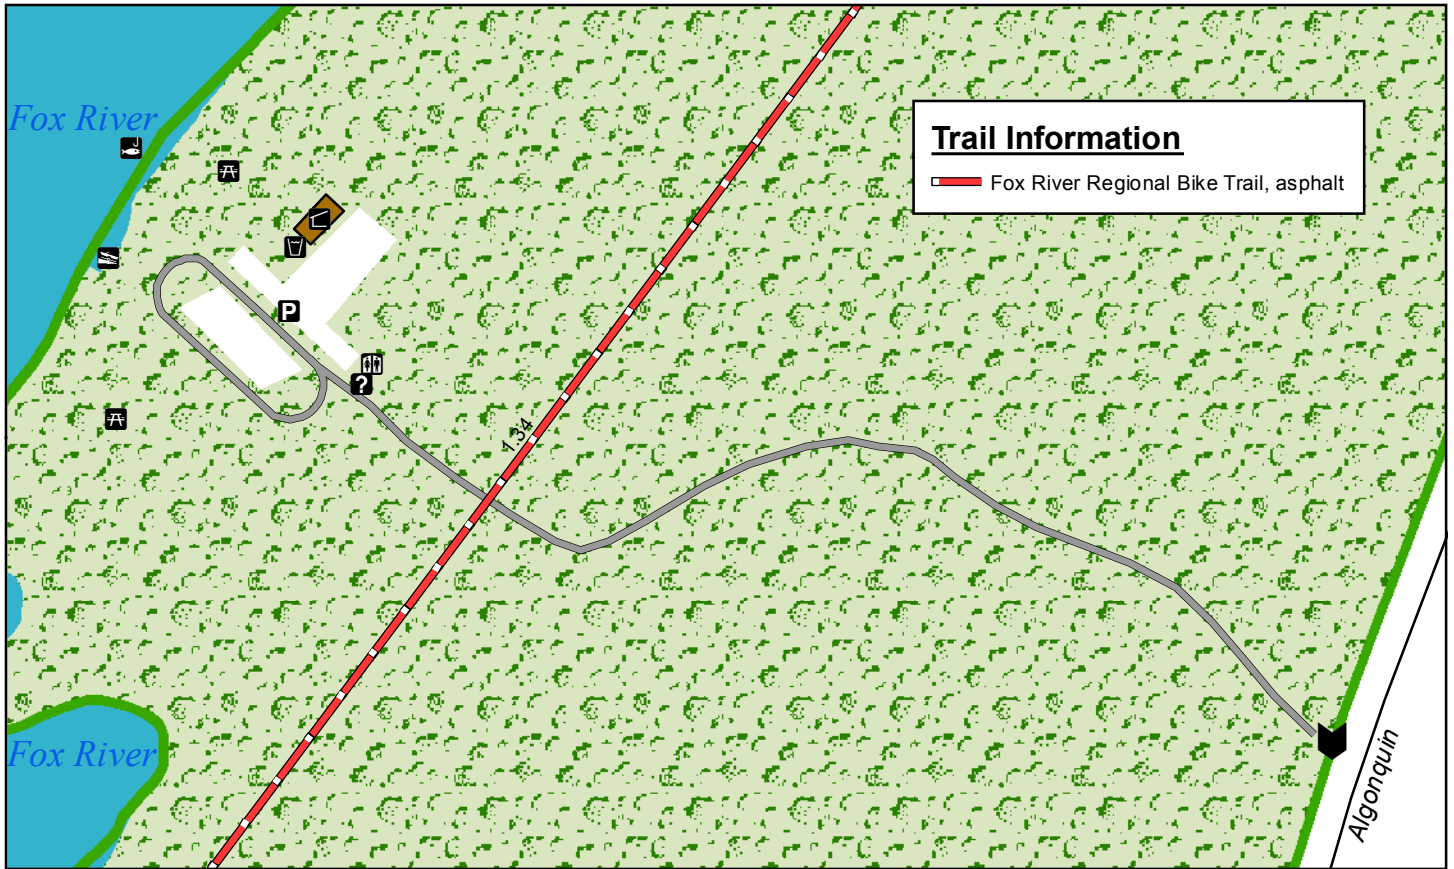 Fox River
Trail Information
Fox River Regional Bike Trail, asphalt
P
?
1.34
Fox River
Algonquin